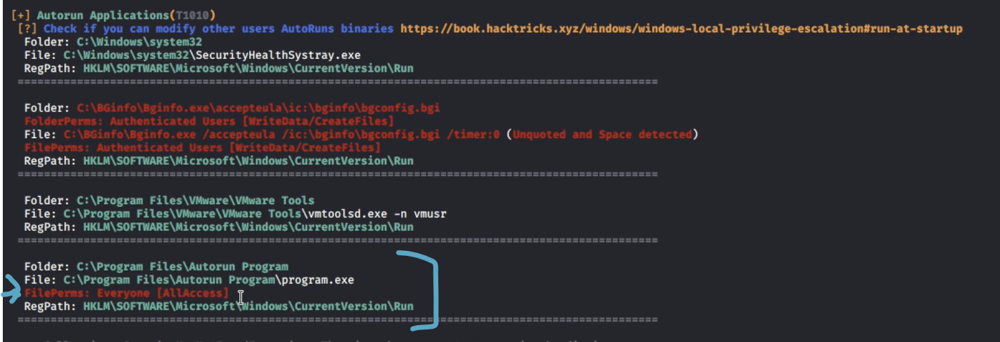 [+] Autorun Applications(T1010)
[?] Check if you can modify other users AutoRuns binaries https://book.hacktricks.xyz/windows/windows-local-privilege-escalation#run-at-startup
Folder: C:\Windows\system32
File: C:\Windows\system32\SecurityHealthSystray.exe
RegPath: HKLM\SOFTWARE\Microsoft\Windows\CurrentVersion\Run
=================================================================================================
Folder: C:\BGinfo\Bginfo.exe\accepteula\ic:\bginfo\bgconfig.bgi
FolderPerms: Authenticated Users [WriteData/CreateFiles]
File: C:\BGinfo\Bginfo.exe /accepteula /ic:\bginfo\bgconfig.bgi /timer:0 (Unquoted and Space detected)
FilePerms: Authenticated Users [WriteData/CreateFiles]
RegPath: HKLM\SOFTWARE\Microsoft\Windows\CurrentVersion\Run
=================================================================================================
Folder: C:\Program Files\VMware\VMware Tools
File: C:\Program Files\VMware\VMware Tools\vmtoolsd.exe -n vmusr
RegPath: HKLM\SOFTWARE\Microsoft\Windows\CurrentVersion\Run
=================================================================================================
Folder: C:\Program Files\Autorun Program
File: C:\Program Files\Autorun Program\program.exe
FilePerms: Everyone [AllAccess]
RegPath: HKLM\SOFTWARE\Microsoft\Windows\CurrentVersion\Run
=================================================================================================